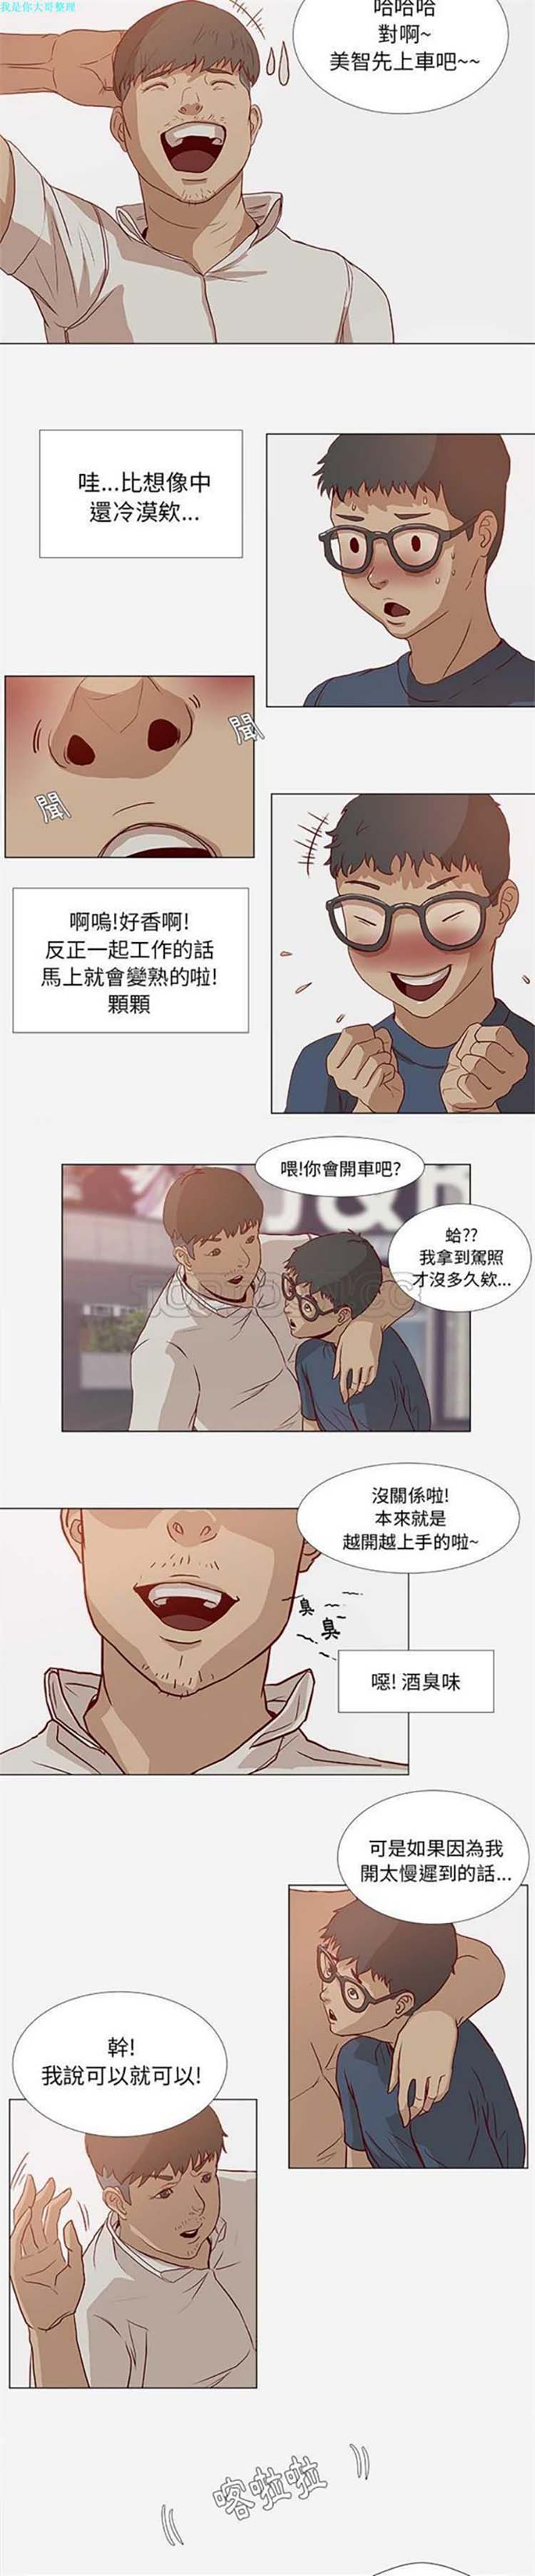 我是你大哥整理
哈哈哈
對啊~
美智先上車吧~~
哇...比想像中
還冷漠欸...
聞
聞
啊嗚!好香啊!
反正一起工作的話
馬上就會變熟的啦!
顆顆
喂!你會開車吧?
蛤??
我拿到駕照
才沒多久欸...
沒關係啦!
本來就是
越開越上手的啦~
臭
臭
噁! 酒臭味
可是如果因為我
開太慢遲到的話...
幹!
我說可以就可以!
喀啦啦